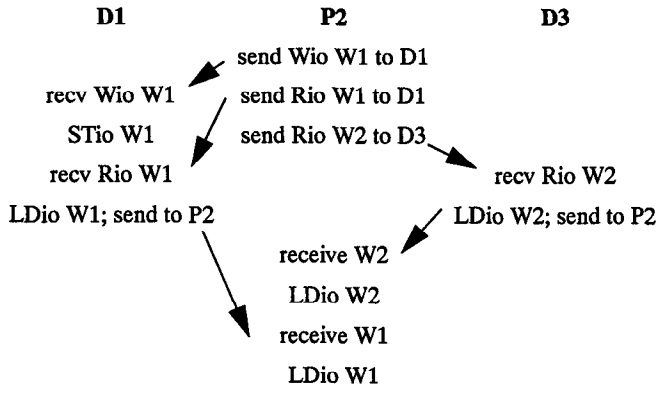 D1 P2 D3
send Wio W1 to D1
recv Wio W1 send Rio W1 to D1
STio W1 send Rio W2 to D3
recv Rio W1 recv Rio W2
LDio W1; send to P2 LDio W2; send to P2
receive W2
LDio W2
receive W1
LDio W1